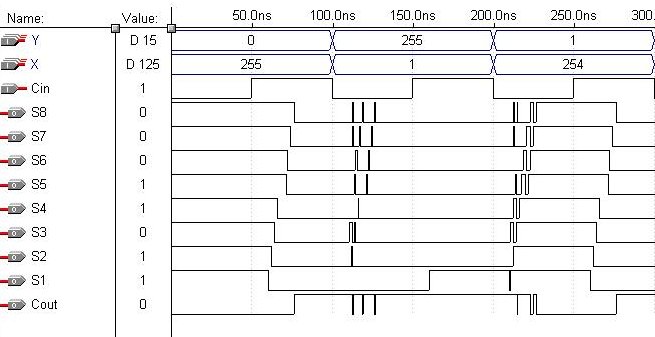 Name: Value: 50.0ns 100.0ns 150.0ns 200.0ns 250.0ns 300.
Y D 15 0 255 1
X D 125 255 1 254
Cin 1
S8 0
S7 0
S6 0
S5 1
S4 1
S3 0
S2 1
S1 1
Cout 0